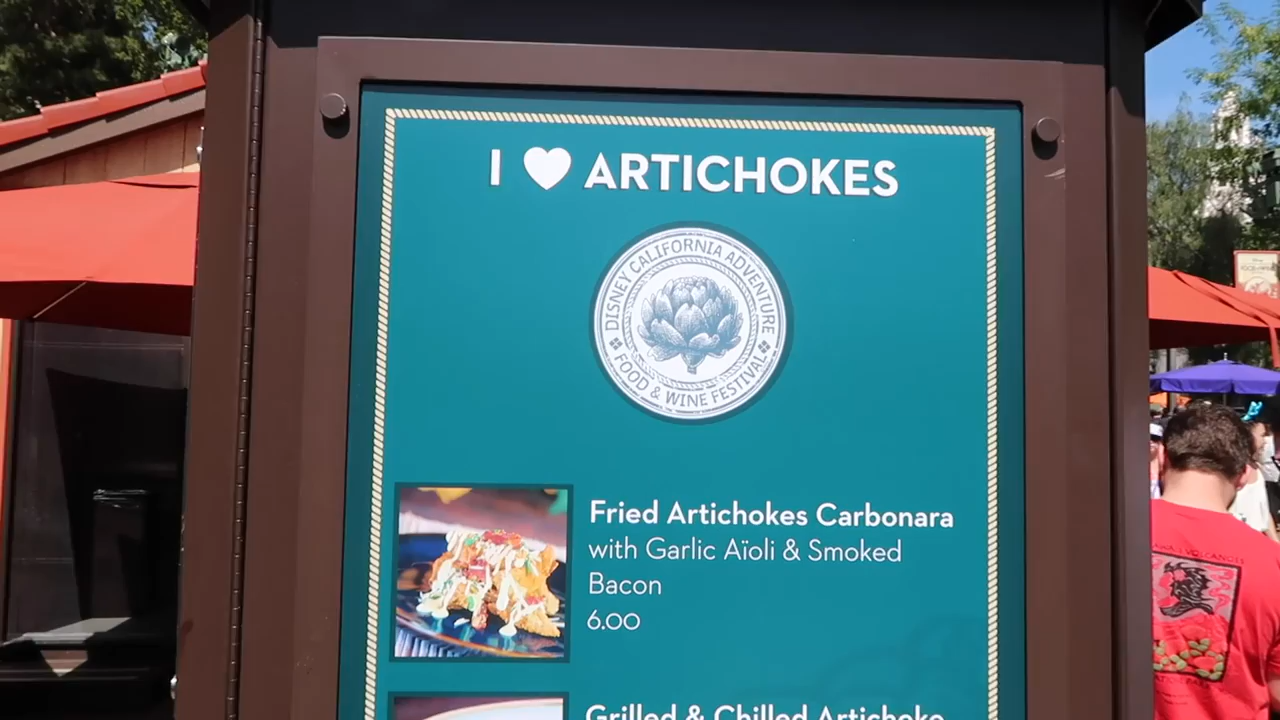 I ♥ ARTICHOKES
DISNEY CALIFORNIA ADVENTURE
FOOD & WINE FESTIVAL
Fried Artichokes Carbonara
with Garlic Aïoli & Smoked
Bacon
6.00
Grilled & Chilled Artichoke